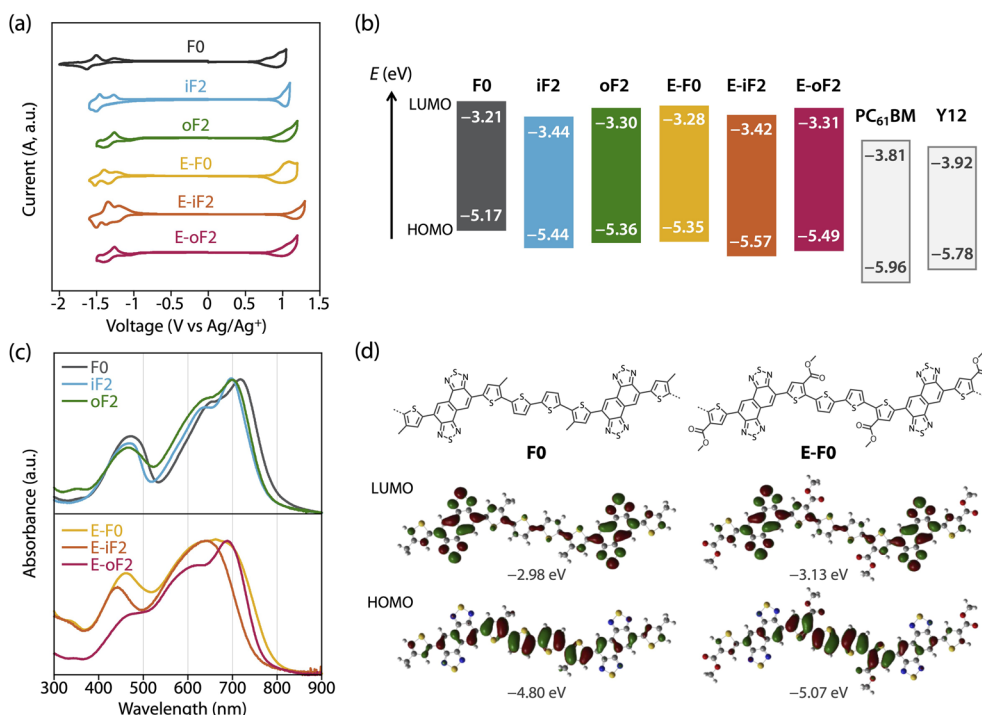 (a)
F0
iF2
oF2
E-F0
E-iF2
E-oF2
Current (A, a.u.)
-2 -1.5 -1 -0.5 0 0.5 1 1.5
Voltage (V vs Ag/Ag⁺)
(b)
E (eV)
LUMO
HOMO
F0 iF2 oF2 E-F0 E-iF2 E-oF2 PC₆₁BM Y12
−3.21 −3.44 −3.30 −3.28 −3.42 −3.31 −3.81 −3.92
−5.17 −5.44 −5.36 −5.35 −5.57 −5.49 −5.96 −5.78
(c)
F0
iF2
oF2
E-F0
E-iF2
E-oF2
Absorbance (a.u.)
300 400 500 600 700 800 900
Wavelength (nm)
(d)
N S N N S N N S N N S N
S S S S S S
N S N N S N N S N N S N
O O O O O O
F0 E-F0
LUMO
−2.98 eV −3.13 eV
HOMO
−4.80 eV −5.07 eV